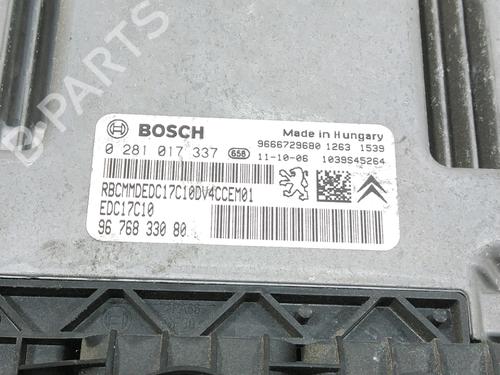 BOSCH
Made in Hungary
0 281 017 337 658
9666729680 1263 1539
11-10-06 1039S45264
RBCMMDEDC17C10DV4CCEM01
EDC17C10
96 768 330 80
D PARTS